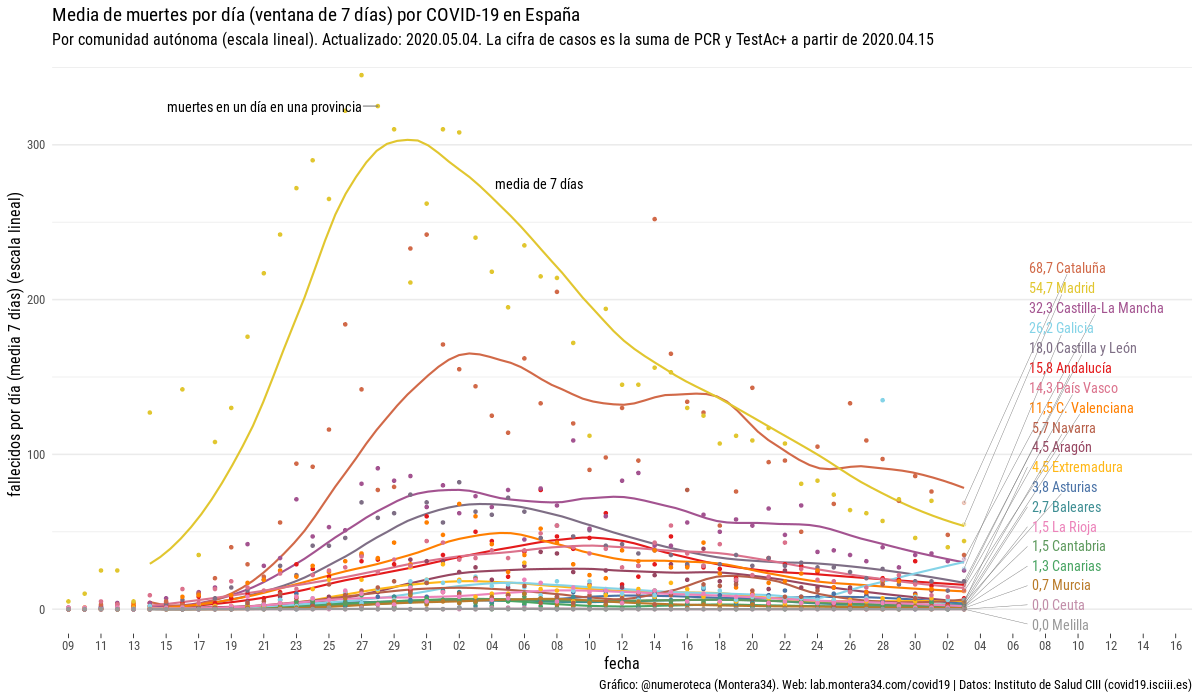 Media de muertes por día (ventana de 7 días) por COVID-19 en España
Por comunidad autónoma (escala lineal). Actualizado: 2020.05.04. La cifra de casos es la suma de PCR y TestAc+ a partir de 2020.04.15
muertes en un día en una provincia
media de 7 días
fallecidos por día (media 7 días) (escala lineal)
300
200
100
0
68,7 Cataluña
54,7 Madrid
32,3 Castilla-La Mancha
26,2 Galicia
18,0 Castilla y León
15,8 Andalucía
14,3 País Vasco
11,5 C. Valenciana
5,7 Navarra
4,5 Aragón
4,5 Extremadura
3,8 Asturias
2,7 Baleares
1,5 La Rioja
1,5 Cantabria
1,3 Canarias
0,7 Murcia
0,0 Ceuta
0,0 Melilla
09 11 13 15 17 19 21 23 25 27 29 31 02 04 06 08 10 12 14 16 18 20 22 24 26 28 30 02 04 06 08 10 12 14 16
fecha
Gráfico: @numeroteca (Montera34). Web: lab.montera34.com/covid19 | Datos: Instituto de Salud CIII (covid19.isciii.es)